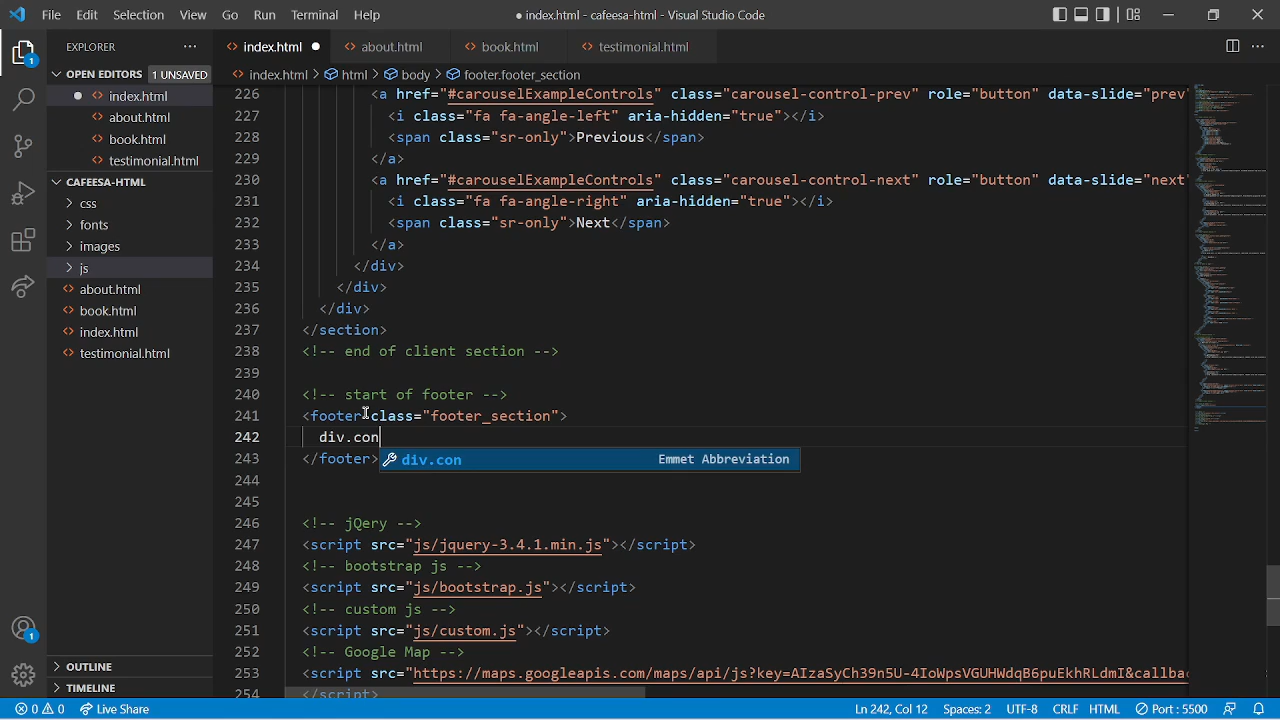 File Edit Selection View Go Run Terminal Help
● index.html - cafeesa-html - Visual Studio Code
EXPLORER
OPEN EDITORS 1 UNSAVED
index.html
about.html
book.html
testimonial.html
CAFEESA-HTML
css
fonts
images
js
about.html
book.html
index.html
testimonial.html
OUTLINE
TIMELINE
1
1
index.html about.html book.html testimonial.html
index.html > html > body > footer.footer_section
226 <a href="#carouselExampleControls" class="carousel-control-prev" role="button" data-slide="prev"
227 <i class="fa fa-angle-left" aria-hidden="true"></i>
228 <span class="sr-only">Previous</span>
229 </a>
230 <a href="#carouselExampleControls" class="carousel-control-next" role="button" data-slide="next"
231 <i class="fa fa-angle-right" aria-hidden="true"></i>
232 <span class="sr-only">Next</span>
233 </a>
234 </div>
235 </div>
236 </div>
237 </section>
238 <!-- end of client section -->
239
240 <!-- start of footer -->
241 <footer class="footer_section">
242 div.con
div.con Emmet Abbreviation
243 </footer>
244
245
246 <!-- jQery -->
247 <script src="js/jquery-3.4.1.min.js"></script>
248 <!-- bootstrap js -->
249 <script src="js/bootstrap.js"></script>
250 <!-- custom js -->
251 <script src="js/custom.js"></script>
252 <!-- Google Map -->
253 <script src="https://maps.googleapis.com/maps/api/js?key=AIzaSyCh39n5U-4IoWpsVGUHWdqB6puEkhRLdmI&callbac
254 </script>
0 0 Live Share Ln 242, Col 12 Spaces: 2 UTF-8 CRLF HTML Port : 5500